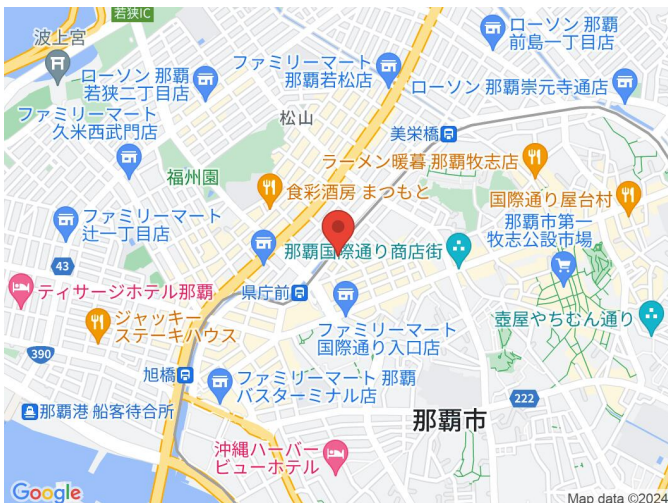 若狭IC
波上宮
ローソン 那覇
若狭二丁目店
ファミリーマート
那覇若松店
ローソン 那覇
前島一丁目店
ローソン 那覇崇元寺通店
ファミリーマート
久米西武門店
松山
美栄橋
福州園
ラーメン暖暮 那覇牧志店
食彩酒房 まつもと
国際通り屋台村
ファミリーマート
辻一丁目店
那覇国際通り商店街
那覇市第一
牧志公設市場
43
県庁前
ティサージホテル那覇
ジャッキー
ステーキハウス
ファミリーマート
国際通り入口店
壺屋やちむん通り
390
旭橋
ファミリーマート 那覇
バスターミナル店
222
那覇港 船客待合所
那覇市
沖縄ハーバー
ビューホテル
Google
Map data ©2024